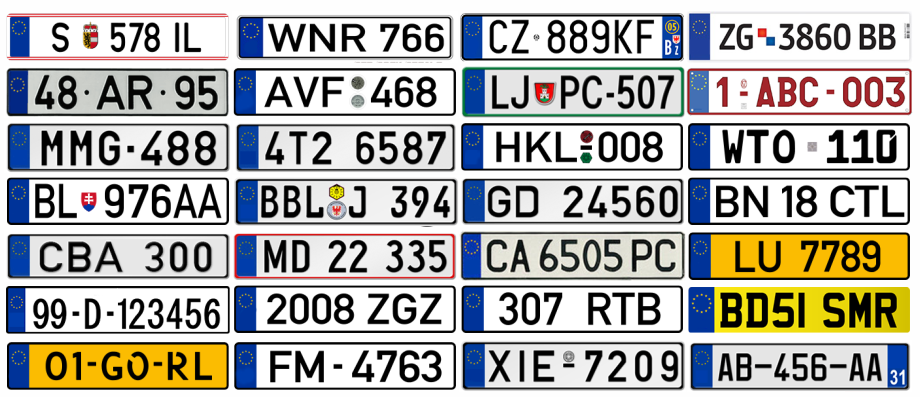 S 578 IL
WNR 766
CZ 889KF 05 BZ
ZG 3860 BB
48·AR·95
AVF 468
LJ PC-507
1 ABC-003
MMG·488
4T2 6587
HKL 008
WTO 110
BL 976AA
BBL J 394
GD 24560
BN 18 CTL
CBA 300
MD 22 335
CA 6505 PC
LU 7789
99-D-123456
2008 ZGZ
307 RTB
BD51 SMR
01-GO-RL
FM-4763
XIE 7209
AB-456-AA 31